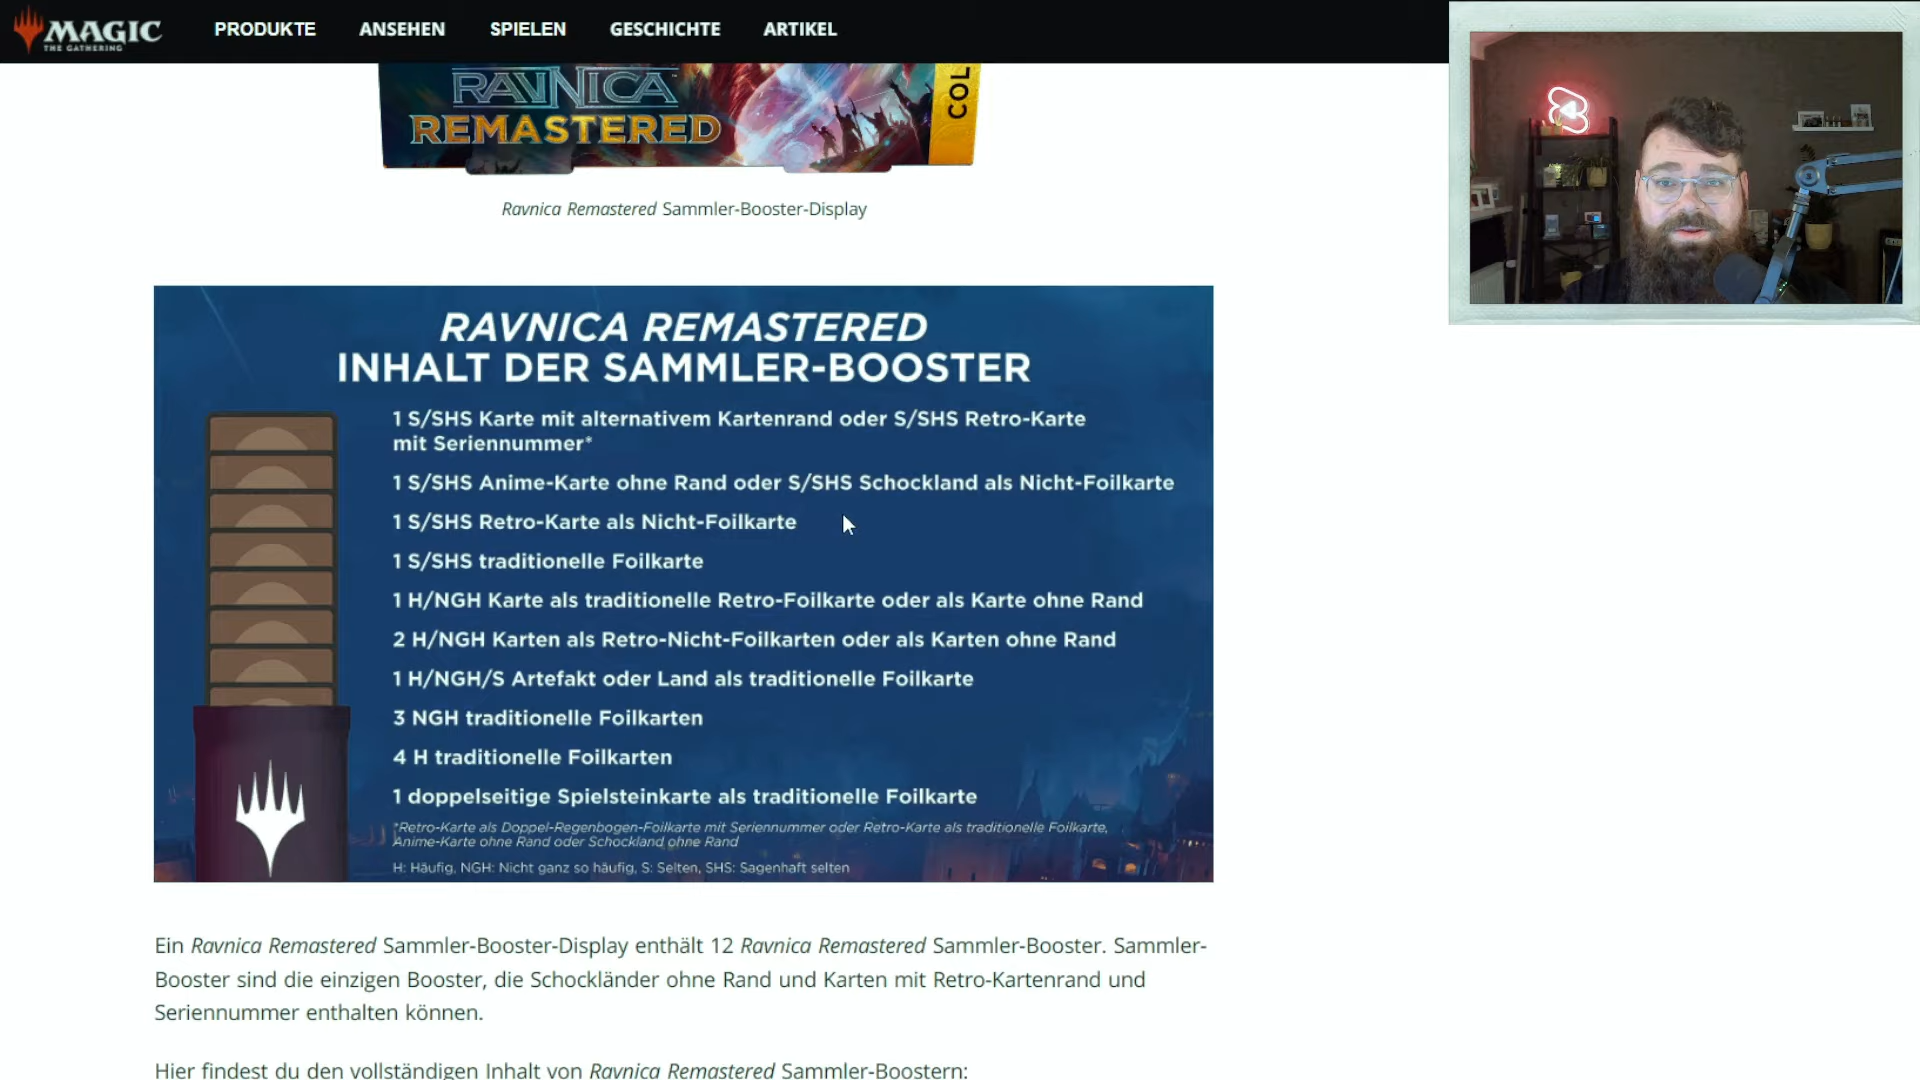 MAGIC
THE GATHERING
PRODUKTE
ANSEHEN
SPIELEN
GESCHICHTE
ARTIKEL
RAVNICA
REMASTERED
COL
Ravnica Remastered Sammler-Booster-Display
RAVNICA REMASTERED
INHALT DER SAMMLER-BOOSTER
1 S/SHS Karte mit alternativem Kartenrand oder S/SHS Retro-Karte
mit Seriennummer*
1 S/SHS Anime-Karte ohne Rand oder S/SHS Schockland als Nicht-Foilkarte
1 S/SHS Retro-Karte als Nicht-Foilkarte
1 S/SHS traditionelle Foilkarte
1 H/NGH Karte als traditionelle Retro-Foilkarte oder als Karte ohne Rand
2 H/NGH Karten als Retro-Nicht-Foilkarten oder als Karten ohne Rand
1 H/NGH/S Artefakt oder Land als traditionelle Foilkarte
3 NGH traditionelle Foilkarten
4 H traditionelle Foilkarten
1 doppelseitige Spielsteinkarte als traditionelle Foilkarte
*Retro-Karte als Doppel-Regenbogen-Foilkarte mit Seriennummer oder Retro-Karte als traditionelle Foilkarte,
Anime-Karte ohne Rand oder Schockland ohne Rand
H: Häufig, NGH: Nicht ganz so häufig, S: Selten, SHS: Sagenhaft selten
Ein Ravnica Remastered Sammler-Booster-Display enthält 12 Ravnica Remastered Sammler-Booster. Sammler-
Booster sind die einzigen Booster, die Schockländer ohne Rand und Karten mit Retro-Kartenrand und
Seriennummer enthalten können.
Hier findest du den vollständigen Inhalt von Ravnica Remastered Sammler-Boostern: